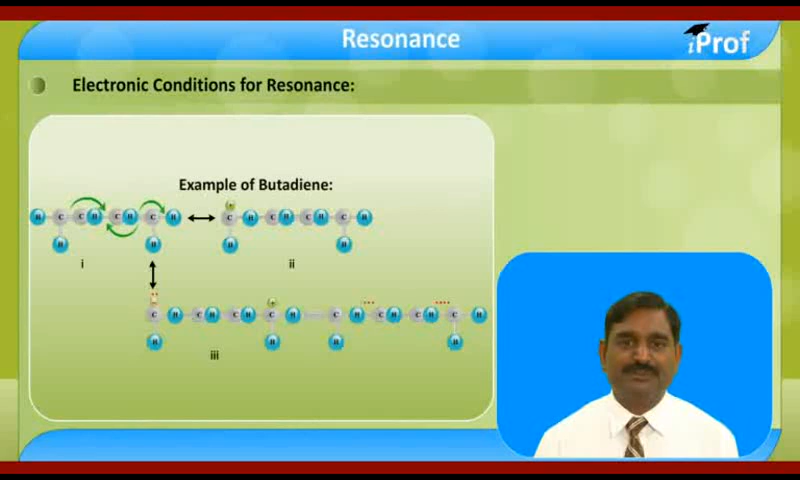 Resonance
iProf
Electronic Conditions for Resonance:
Example of Butadiene:
H C C H C H C H C H C H C H C H
H H H H
i ii
C H C H C H C H C H C H C H C H
H H H H
iii